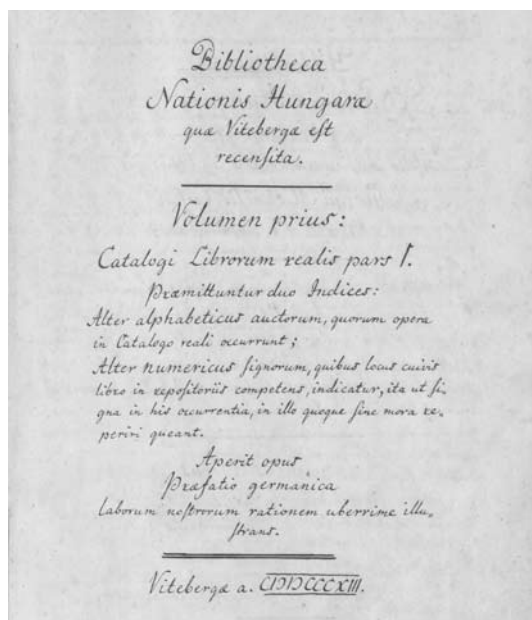 Bibliotheca
Nationis Hungaræ
quæ Vitebergæ eſt
recenſita.
Volumen prius:
Catalogi Librorum realis pars I.
Præmittuntur duo Indices:
Alter alphabeticus auctorum, quorum opera
in Catalogo reali occurrunt;
Alter numericus ſignorum, quibus locus cuivis
libro in repoſitoriis competens, indicatur, ita ut ſi-
gna in his occurrentia, in illo quoque ſine mora re-
periri queant.
Aperit opus
Præfatio germanica
laborum noſtrorum rationem uberrime illu-
ſtrans.
Vitebergæ a.